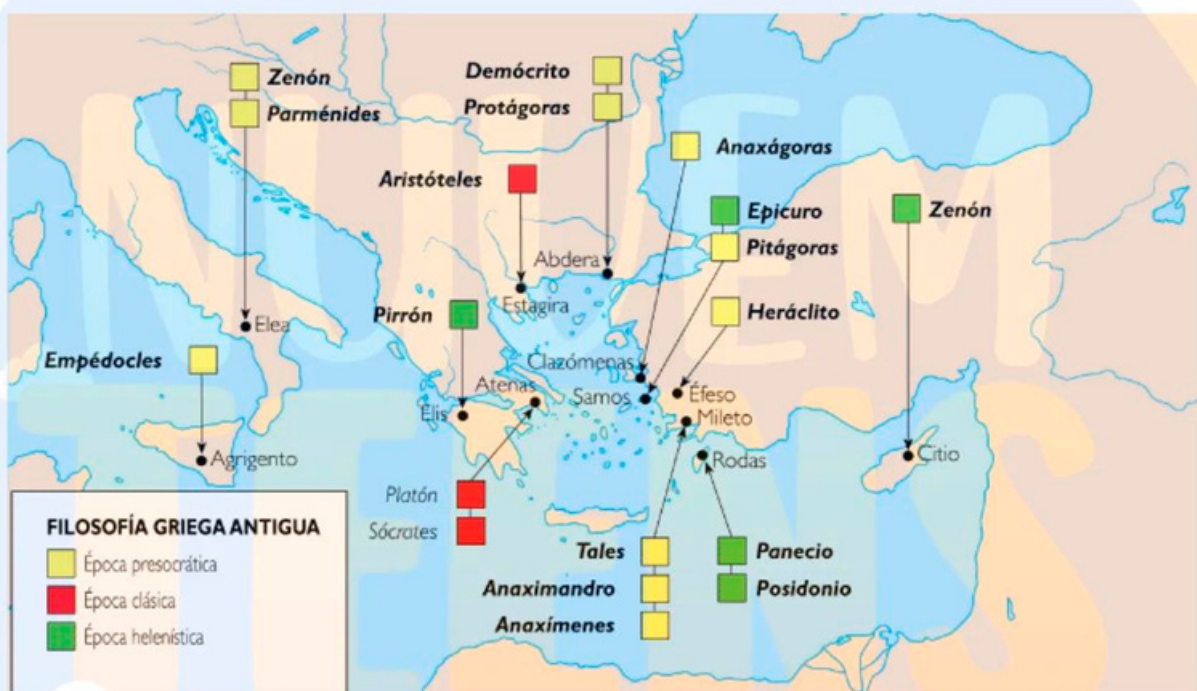 Zenón
Parménides
Demócrito
Protágoras
Anaxágoras
Aristóteles
Epicuro
Pitágoras
Zenón
Abdera
Estagira
Heráclito
Pirrón
Elea
Empédocles
Clazómenas
Atenas
Samos
Éfeso
Elis
Mileto
Agrigento
Rodas
Citio
Platón
Sócrates
Tales
Anaximandro
Anaxímenes
Panecio
Posidonio
FILOSOFÍA GRIEGA ANTIGUA
Época presocrática
Época clásica
Época helenística
NUVEM
TEENS